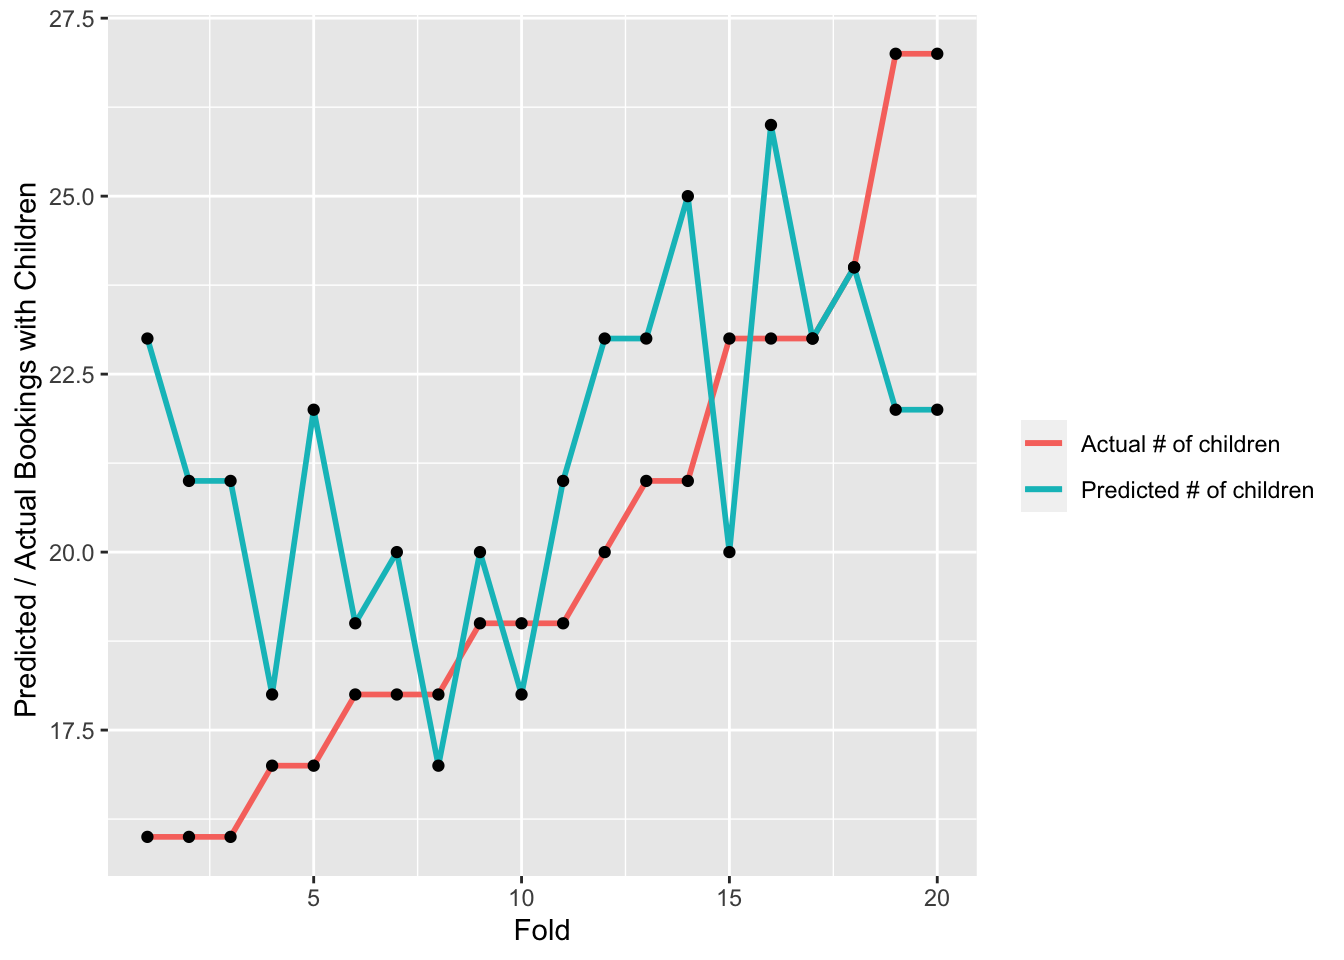 27.5
25.0
22.5
20.0
17.5
Predicted / Actual Bookings with Children
5 10 15 20
Fold
Actual # of children
Predicted # of children